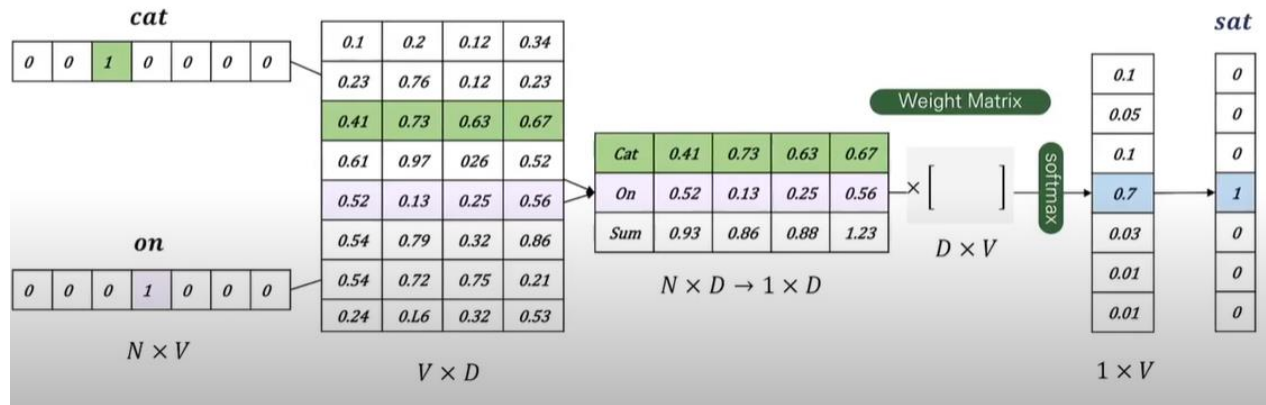 cat
0 0 1 0 0 0 0
on
0 0 0 1 0 0 0
N × V
0.1 0.2 0.12 0.34
0.23 0.76 0.12 0.23
0.41 0.73 0.63 0.67
0.61 0.97 026 0.52
0.52 0.13 0.25 0.56
0.54 0.79 0.32 0.86
0.54 0.72 0.75 0.21
0.24 0.L6 0.32 0.53
V × D
Cat 0.41 0.73 0.63 0.67
On 0.52 0.13 0.25 0.56
Sum 0.93 0.86 0.88 1.23
N × D → 1 × D
Weight Matrix
× [ ]
D × V
softmax
0.1
0.05
0.1
0.7
0.03
0.01
0.01
1 × V
sat
0
0
0
1
0
0
0